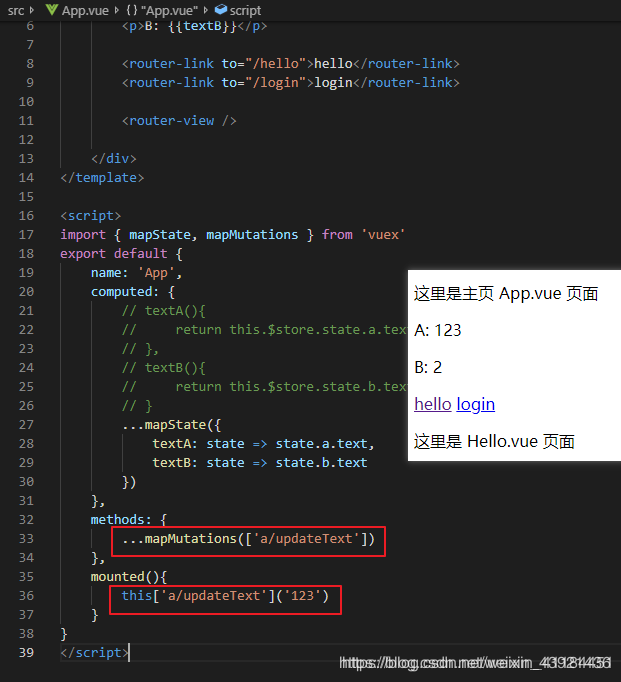 src > App.vue > {} "App.vue" > script
6 <p>B: {{textB}}</p>
7
8 <router-link to="/hello">hello</router-link>
9 <router-link to="/login">login</router-link>
10
11 <router-view />
12
13 </div>
14 </template>
15
16 <script>
17 import { mapState, mapMutations } from 'vuex'
18 export default {
19 name: 'App',
20 computed: {
21 // textA(){
22 // return this.$store.state.a.tex
23 // },
24 // textB(){
25 // return this.$store.state.b.tex
26 // }
27 ...mapState({
28 textA: state => state.a.text,
29 textB: state => state.b.text
30 })
31 },
32 methods: {
33 ...mapMutations(['a/updateText'])
34 },
35 mounted(){
36 this['a/updateText']('123')
37 }
38 }
39 </script>
这里是主页 App.vue 页面
A: 123
B: 2
hello login
这里是 Hello.vue 页面
https://blog.csdn.net/weixin_